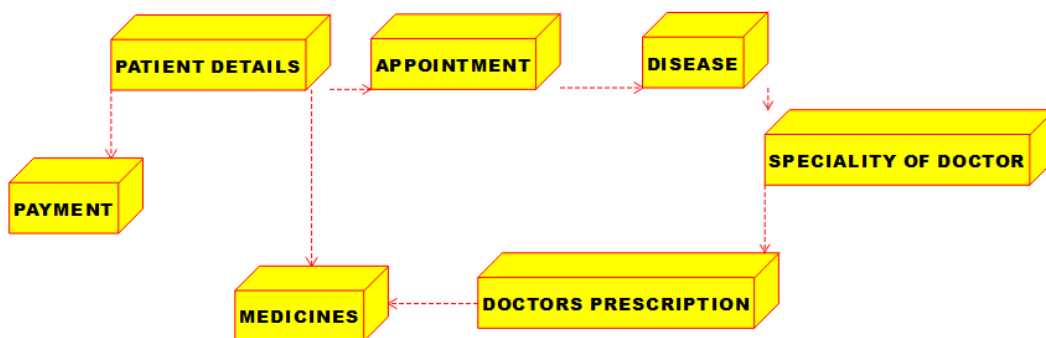 PATIENT DETAILS
APPOINTMENT
DISEASE
SPECIALITY OF DOCTOR
PAYMENT
DOCTORS PRESCRIPTION
MEDICINES